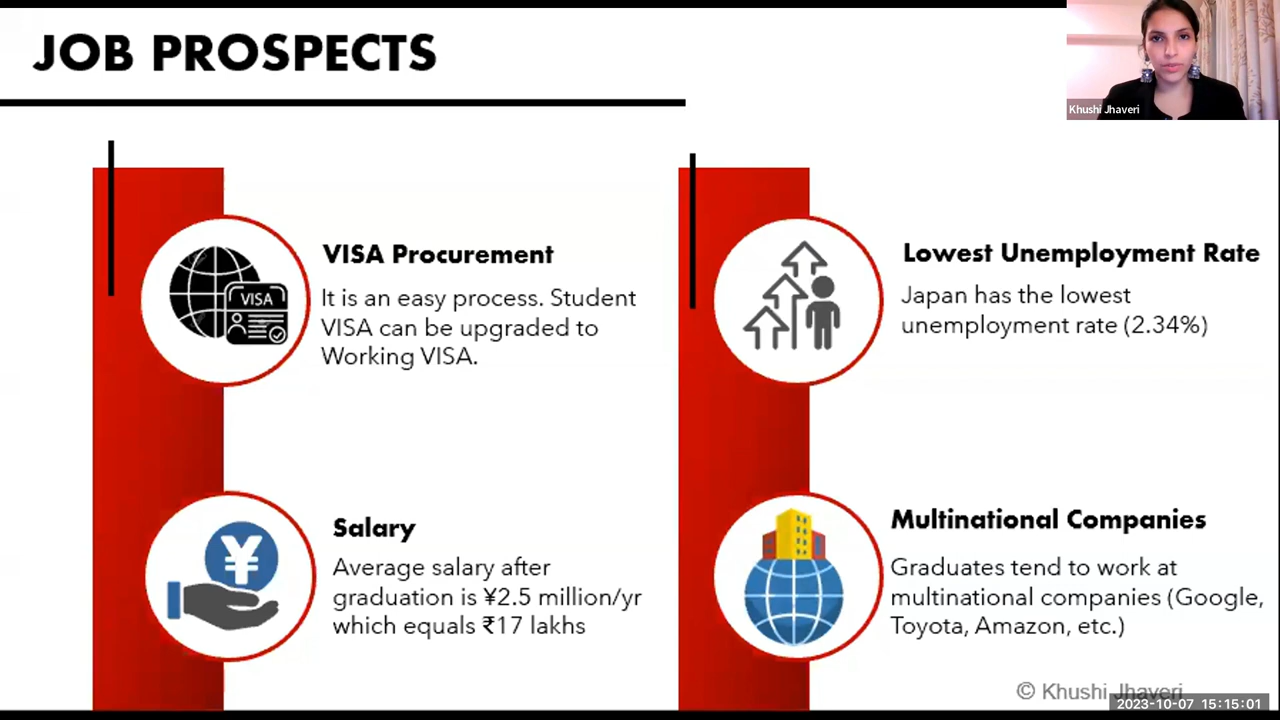 JOB PROSPECTS
Khushi Jhaveri
VISA Procurement
It is an easy process. Student
VISA can be upgraded to
Working VISA.
VISA
Lowest Unemployment Rate
Japan has the lowest
unemployment rate (2.34%)
Salary
Average salary after
graduation is ¥2.5 million/yr
which equals ₹17 lakhs
¥
Multinational Companies
Graduates tend to work at
multinational companies (Google,
Toyota, Amazon, etc.)
© Khushi Jhaveri
2023-10-07 15:15:01